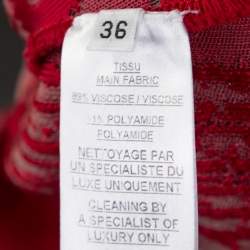 36
TISSU
MAIN FABRIC
99% VISCOSE / VISCOSE
1% POLYAMIDE
POLYAMIDE
NETTOYAGE PAR
UN SPECIALISTE DU
LUXE UNIQUEMENT
CLEANING BY
A SPECIALIST OF
LUXURY ONLY